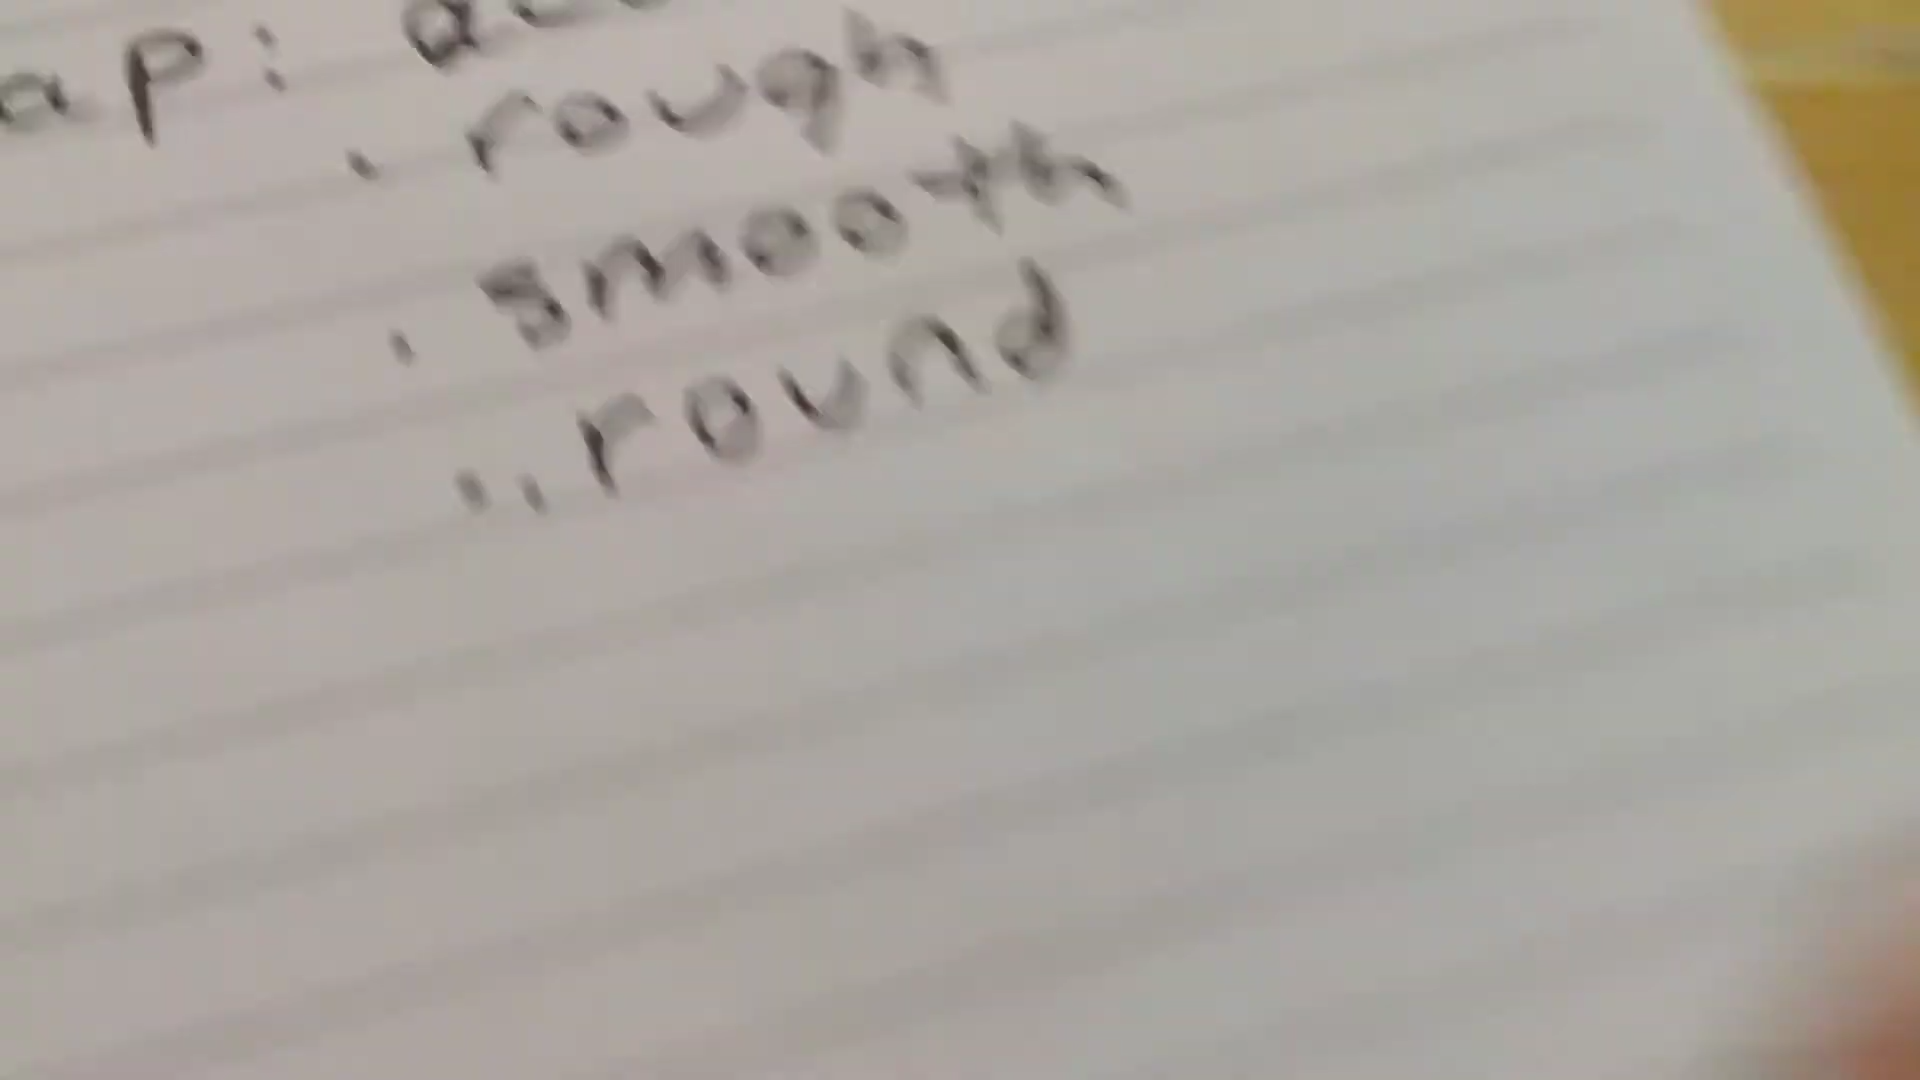 ap:
. rough
. smooth
.. round